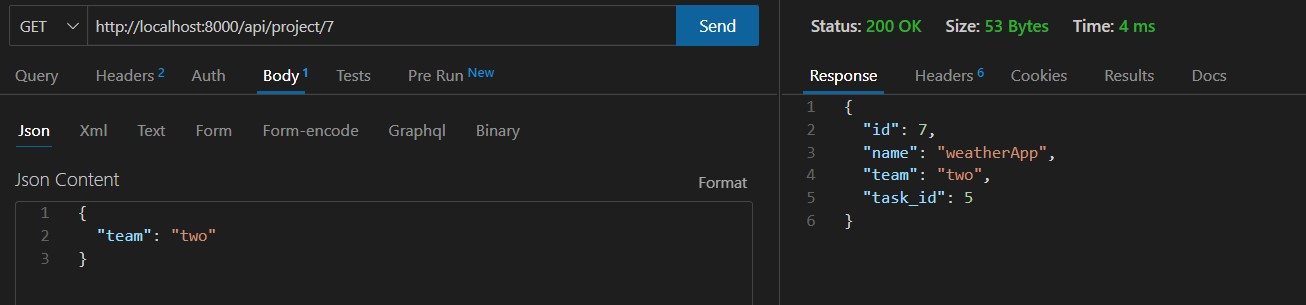 GET http://localhost:8000/api/project/7 Send
Query Headers 2 Auth Body 1 Tests Pre Run New
Json Xml Text Form Form-encode Graphql Binary
Json Content Format
1 {
2 "team": "two"
3 }
Status: 200 OK Size: 53 Bytes Time: 4 ms
Response Headers 6 Cookies Results Docs
1 {
2 "id": 7,
3 "name": "weatherApp",
4 "team": "two",
5 "task_id": 5
6 }